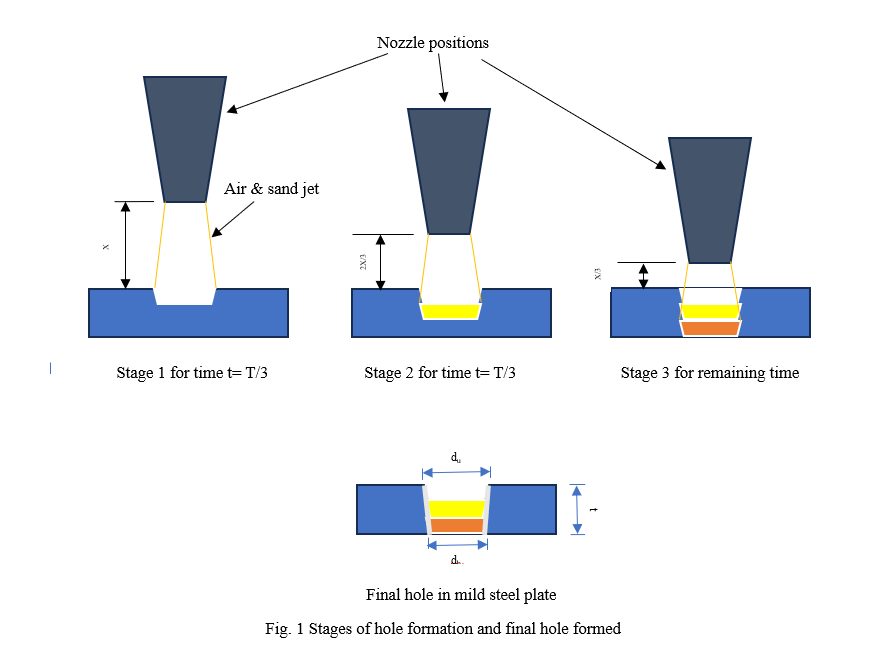 Nozzle positions
Air & sand jet
X
2X/3
X/3
Stage 1 for time t= T/3
Stage 2 for time t= T/3
Stage 3 for remaining time
du
t
Final hole in mild steel plate
Fig. 1 Stages of hole formation and final hole formed